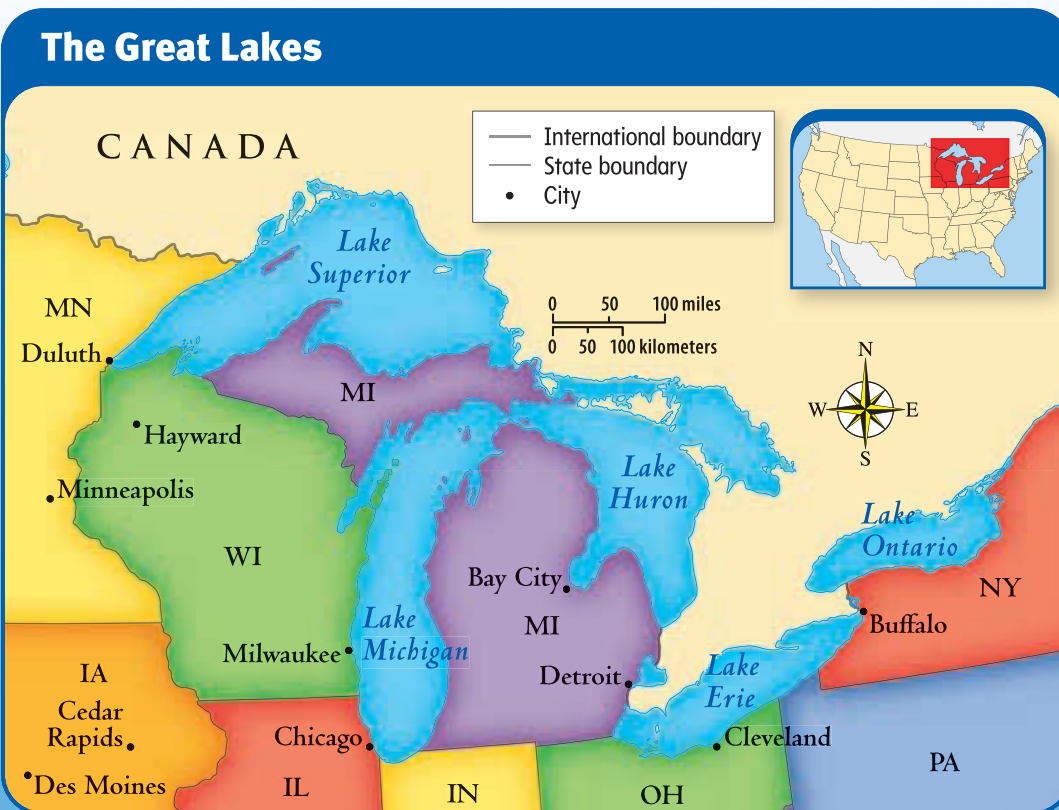 The Great Lakes
CANADA
International boundary
State boundary
City
Lake
Superior
0 50 100 miles
0 50 100 kilometers
MN
Duluth
MI
Hayward
Minneapolis
N
W E
S
Lake
Huron
Lake
Ontario
WI
Bay City
NY
MI
Buffalo
Lake
Michigan
Milwaukee
Detroit
Lake
Erie
IA
Cedar
Rapids
Chicago
Cleveland
Des Moines
IL
IN
OH
PA